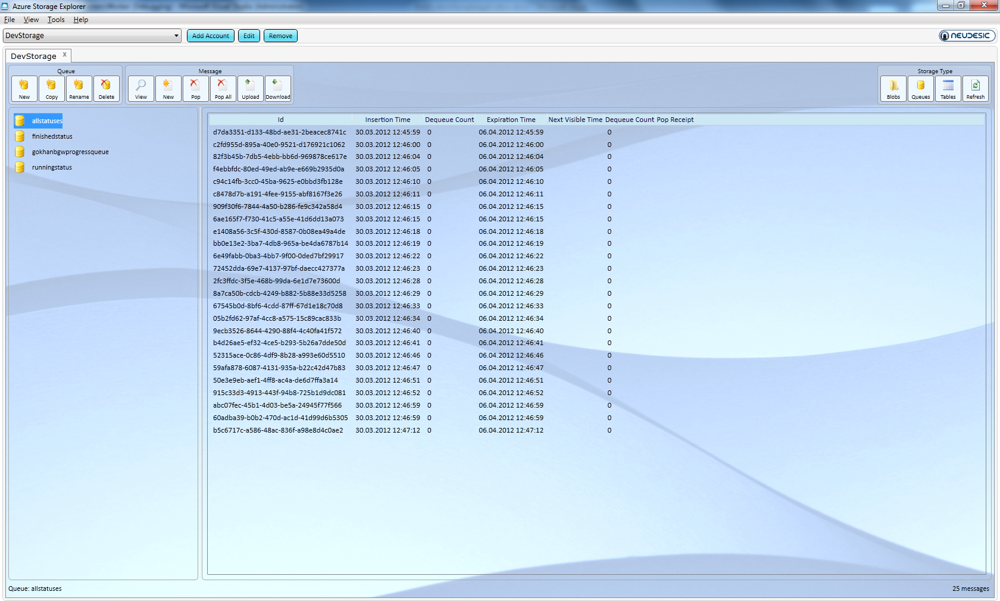 Azure Storage Explorer
File View Tools Help
DevStorage Add Account Edit Remove NEUDESIC
DevStorage x
Queue Message Storage Type
New Copy Rename Delete View New Pop Pop All Upload Download Blobs Queues Tables Refresh
allstatuses
finishedstatus
gokhanbgwprogressqueue
runningstatus
Id Insertion Time Dequeue Count Expiration Time Next Visible Time Dequeue Count Pop Receipt
d7da3351-d133-48bd-ae31-2beacec8741c 30.03.2012 12:45:59 0 06.04.2012 12:45:59 0
c2fd955d-895a-40e0-9521-d176921c1062 30.03.2012 12:46:00 0 06.04.2012 12:46:00 0
82f3b45b-7db5-4ebb-bb6d-969878ce617e 30.03.2012 12:46:04 0 06.04.2012 12:46:04 0
f4ebbfdc-80ed-49ed-ab9e-e669b2935d0a 30.03.2012 12:46:05 0 06.04.2012 12:46:05 0
c94c14fb-3cc0-45ba-9625-e0bbd3fb128e 30.03.2012 12:46:10 0 06.04.2012 12:46:10 0
c8478d7b-a191-4fee-9155-abf8167f3e26 30.03.2012 12:46:11 0 06.04.2012 12:46:11 0
909f30f6-7844-4a50-b286-fe9c342a58d4 30.03.2012 12:46:15 0 06.04.2012 12:46:15 0
6ae165f7-f730-41c5-a55e-41d6dd13a073 30.03.2012 12:46:15 0 06.04.2012 12:46:15 0
e1408a56-3c5f-430d-8587-0b08ea49a4de 30.03.2012 12:46:18 0 06.04.2012 12:46:18 0
bb0e13e2-3ba7-4db8-965a-be4da6787b14 30.03.2012 12:46:19 0 06.04.2012 12:46:19 0
6e49fabb-0ba3-4bb7-9f00-0ded7bf29917 30.03.2012 12:46:22 0 06.04.2012 12:46:22 0
72452dda-69e7-4137-97bf-daecc427377a 30.03.2012 12:46:23 0 06.04.2012 12:46:23 0
2fc3ffdc-3f5e-468b-99da-6e1d7e73600d 30.03.2012 12:46:28 0 06.04.2012 12:46:28 0
8a7ca50b-cdcb-4249-b882-5b88e33d5258 30.03.2012 12:46:29 0 06.04.2012 12:46:29 0
67545b0d-8bf6-4cdd-87ff-67d1e18c70d8 30.03.2012 12:46:33 0 06.04.2012 12:46:33 0
05b2fd62-97af-4cc8-a575-15c89cac833b 30.03.2012 12:46:34 0 06.04.2012 12:46:34 0
9ecb3526-8644-4290-88f4-4c40fa41f572 30.03.2012 12:46:40 0 06.04.2012 12:46:40 0
b4d26ae5-ef32-4ce5-b293-5b26a7dde50d 30.03.2012 12:46:41 0 06.04.2012 12:46:41 0
52315ace-0c86-4df9-8b28-a993e60d5510 30.03.2012 12:46:46 0 06.04.2012 12:46:46 0
59afa878-6087-4131-935a-b22c42d47b83 30.03.2012 12:46:47 0 06.04.2012 12:46:47 0
50e3e9eb-aef1-4ff8-ac4a-de6d7ffa3a14 30.03.2012 12:46:51 0 06.04.2012 12:46:51 0
915c33d3-4913-443f-94b8-725b1d9dc081 30.03.2012 12:46:52 0 06.04.2012 12:46:52 0
abc07fec-45b1-4d03-be5a-24945f77f566 30.03.2012 12:46:59 0 06.04.2012 12:46:59 0
60adba39-b0b2-470d-ac1d-41d99d6b5305 30.03.2012 12:46:59 0 06.04.2012 12:46:59 0
b5c6717c-a586-48ac-836f-a98e8d4c0ae2 30.03.2012 12:47:12 0 06.04.2012 12:47:12 0
Queue: allstatuses 25 messages